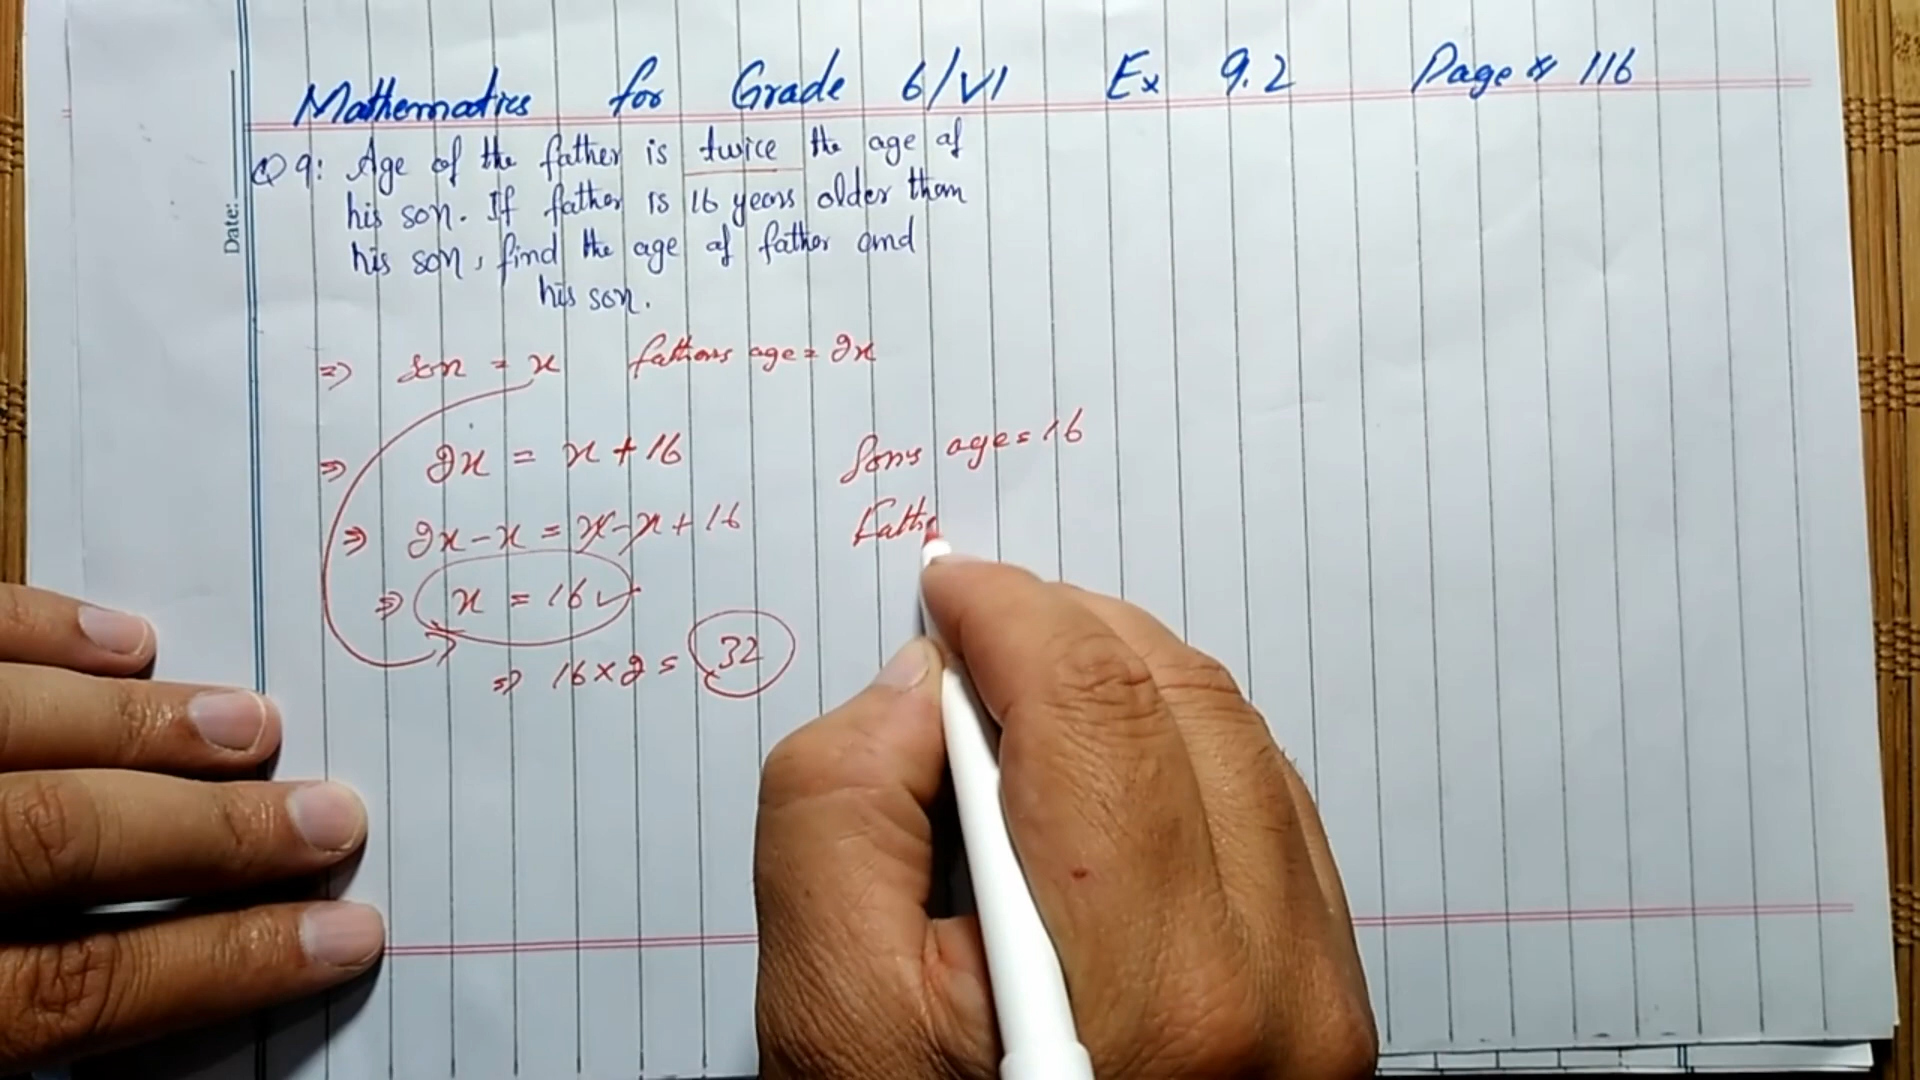 Mathematics for Grade 6/VI Ex 9.2 Page # 116
Date:
Q9: Age of the father is twice the age of
his son. If father is 16 years older than
his son, find the age of father and
his son.
⇒ Son = x fathers age = 2x
⇒ 2x = x + 16
⇒ 2x - x = x - x + 16
⇒ x = 16
⇒ 16 × 2 = 32
Sons age = 16
Fathe